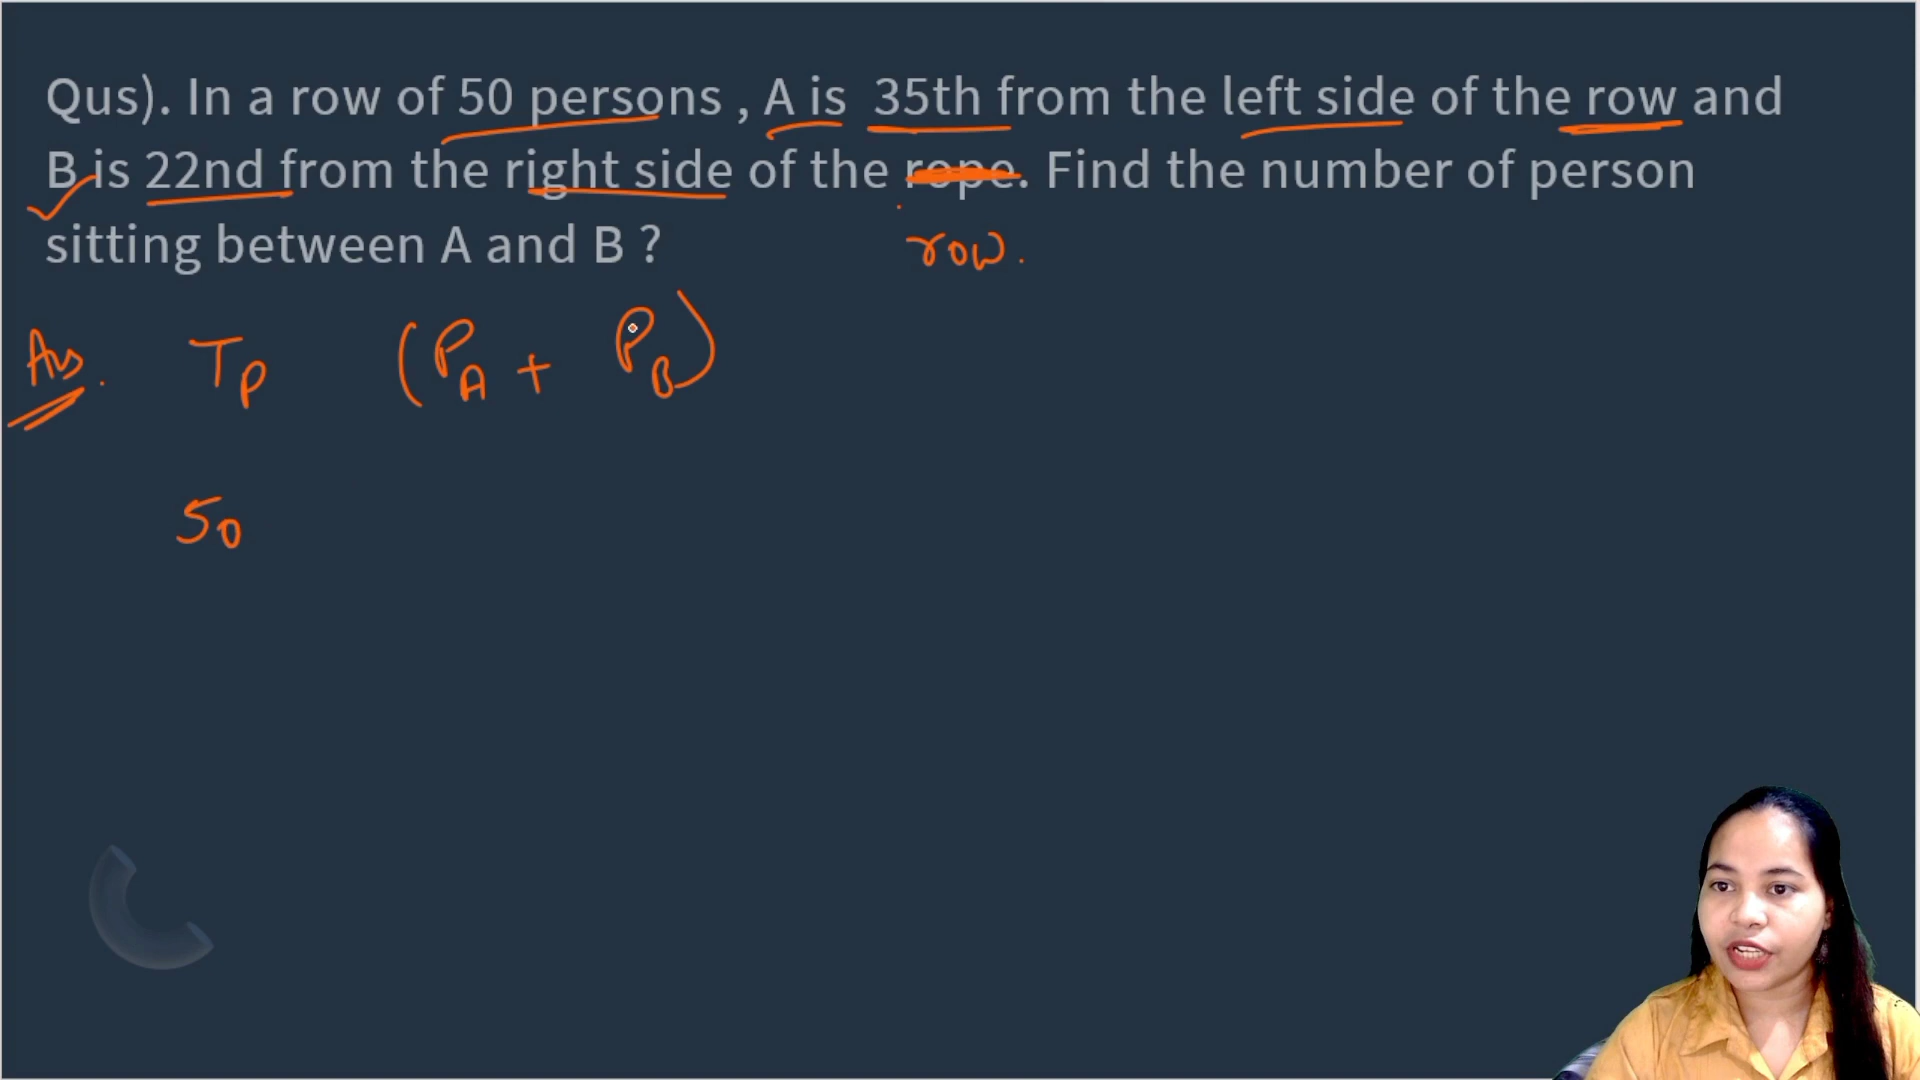 Qus). In a row of 50 persons , A is 35th from the left side of the row and
B is 22nd from the right side of the rope. Find the number of person
sitting between A and B ?
row.
Ans. TP (PA + PB)
50